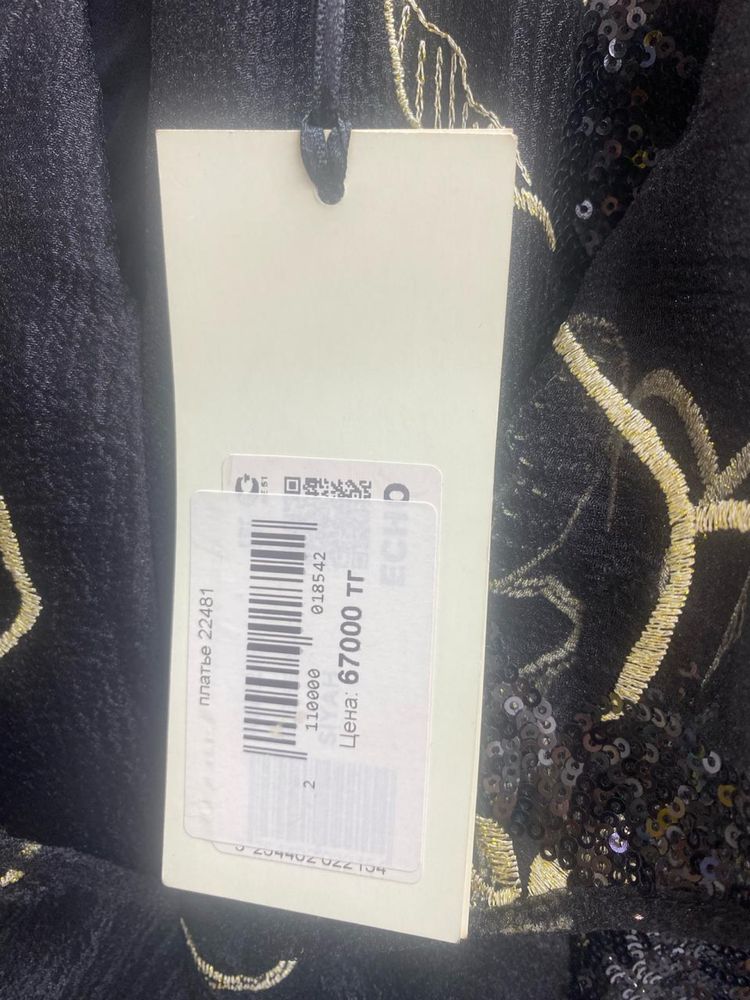 платье 22481
2 110000 018542
Цена: 67000 тг
ECHO
SIYAH